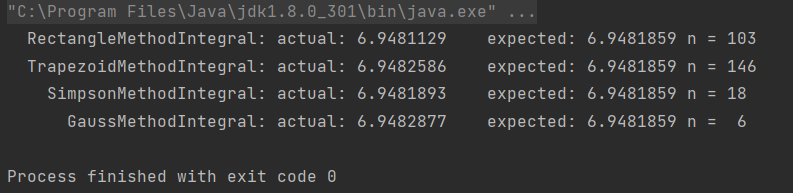 "C:\Program Files\Java\jdk1.8.0_301\bin\java.exe" ...
RectangleMethodIntegral: actual: 6.9481129    expected: 6.9481859 n = 103
TrapezoidMethodIntegral: actual: 6.9482586    expected: 6.9481859 n = 146
SimpsonMethodIntegral: actual: 6.9481893    expected: 6.9481859 n = 18
GaussMethodIntegral: actual: 6.9482877    expected: 6.9481859 n =  6
Process finished with exit code 0